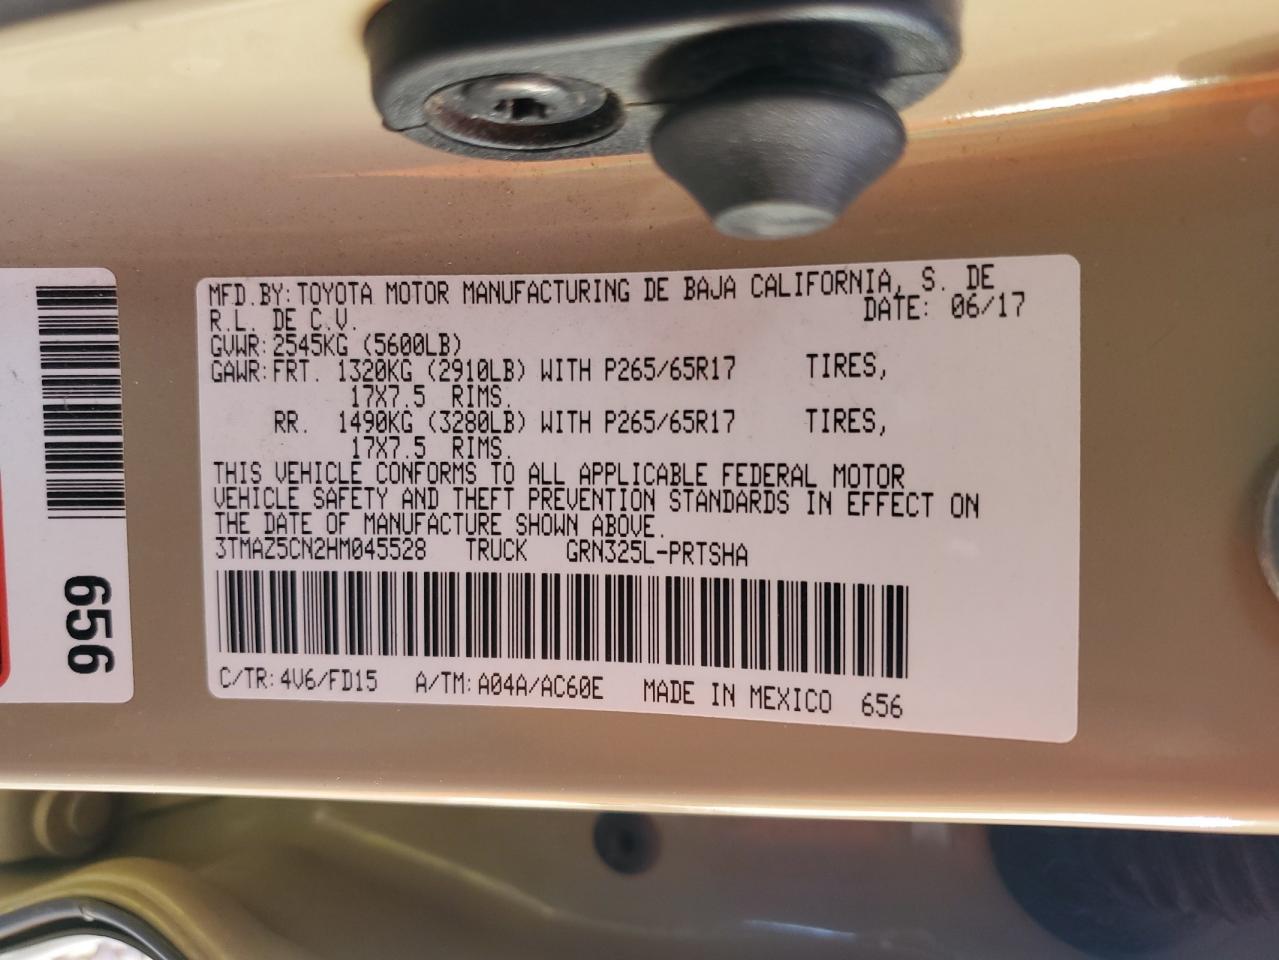 MFD.BY:TOYOTA MOTOR MANUFACTURING DE BAJA CALIFORNIA, S. DE
R.L. DE C.V. DATE: 06/17
GVWR:2545KG (5600LB)
GAWR:FRT. 1320KG (2910LB) WITH P265/65R17 TIRES,
17X7.5 RIMS.
RR. 1490KG (3280LB) WITH P265/65R17 TIRES,
17X7.5 RIMS.
THIS VEHICLE CONFORMS TO ALL APPLICABLE FEDERAL MOTOR
VEHICLE SAFETY AND THEFT PREVENTION STANDARDS IN EFFECT ON
THE DATE OF MANUFACTURE SHOWN ABOVE.
3TMAZ5CN2HM045528 TRUCK GRN325L-PRTSHA
C/TR:4V6/FD15 A/TM:A04A/AC60E MADE IN MEXICO 656
656